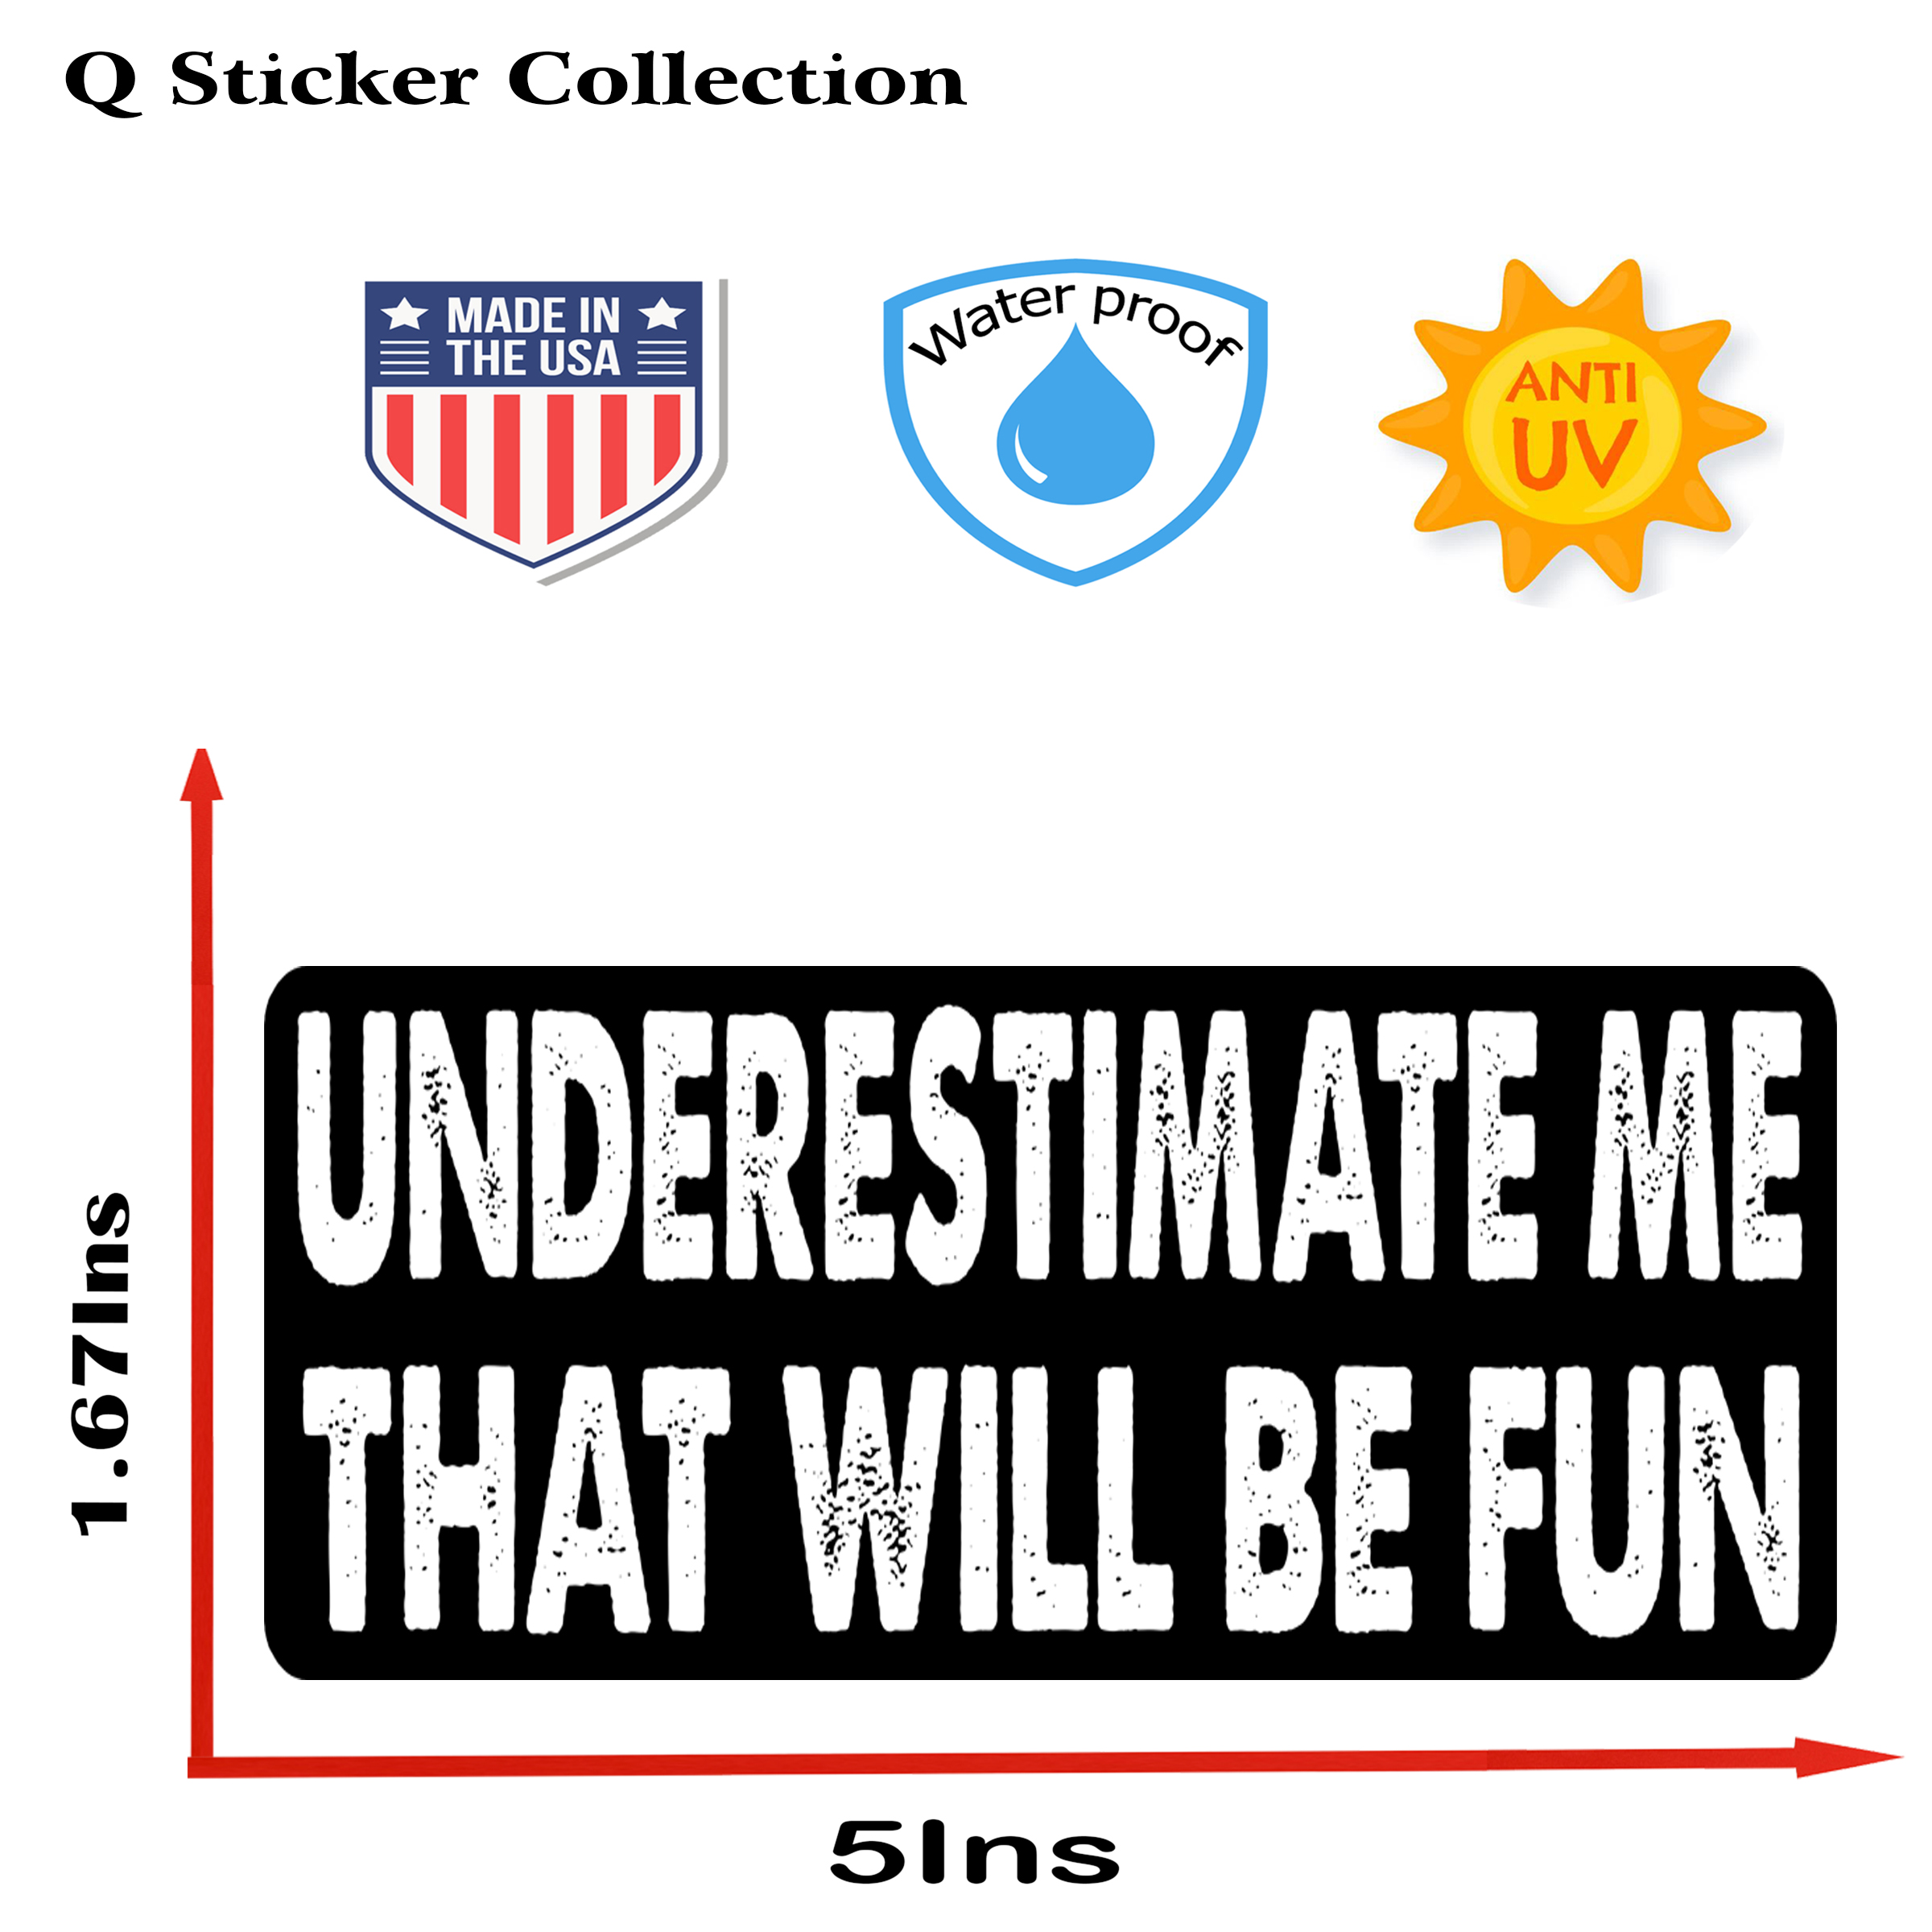 Q Sticker Collection
MADE IN
THE USA
Water proof
ANTI
UV
UNDERESTIMATE ME
THAT WILL BE FUN
1.67Ins
5Ins